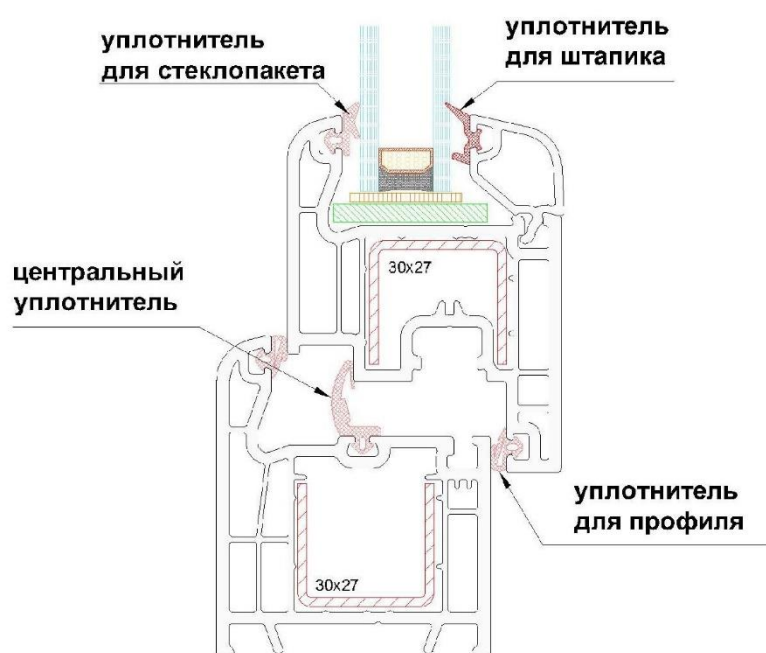 уплотнитель
для стеклопакета
уплотнитель
для штапика
30x27
центральный
уплотнитель
уплотнитель
для профиля
30x27